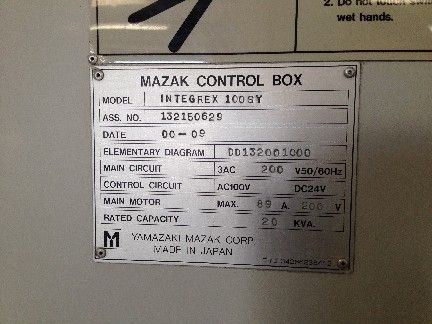 2. Do not touch
wet hands.
MAZAK CONTROL BOX
MODEL INTEGREX 100SY
ASS. NO. 132150629
DATE 00-09
ELEMENTARY DIAGRAM DD132001000
MAIN CIRCUIT 3AC 200 V50/60Hz
CONTROL CIRCUIT AC100V DC24V
MAIN MOTOR MAX. 89 A. 200 V
RATED CAPACITY 20 KVA.
M YAMAZAKI MAZAK CORP.
MADE IN JAPAN